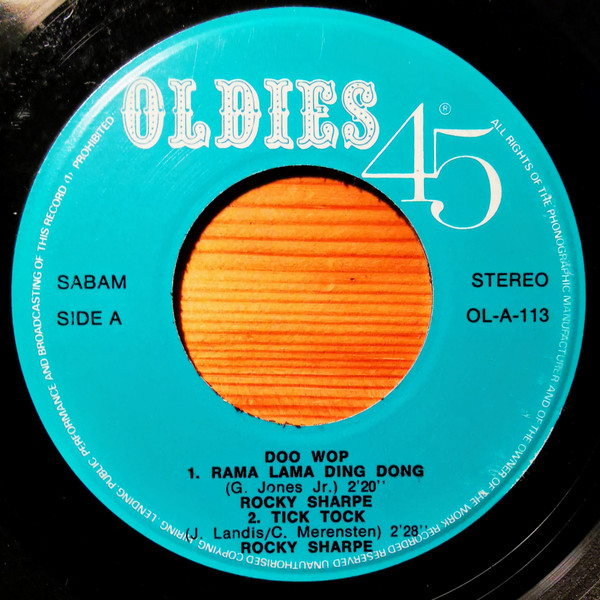 OLDIES 45
®
SABAM
STEREO
SIDE A
OL-A-113
DOO WOP
1. RAMA LAMA DING DONG
(G. Jones Jr.) 2'20''
ROCKY SHARPE
2. TICK TOCK
(J. Landis/C. Merensten) 2'28''
ROCKY SHARPE
ALL RIGHTS OF THE PHONOGRAPHIC MANUFACTURER AND OF THE OWNER OF THE WORK RECORDED RESERVED UNAUTHORISED COPYING, HIRING, LENDING, PUBLIC PERFORMANCE AND BROADCASTING OF THIS RECORD (1) PROHIBITED